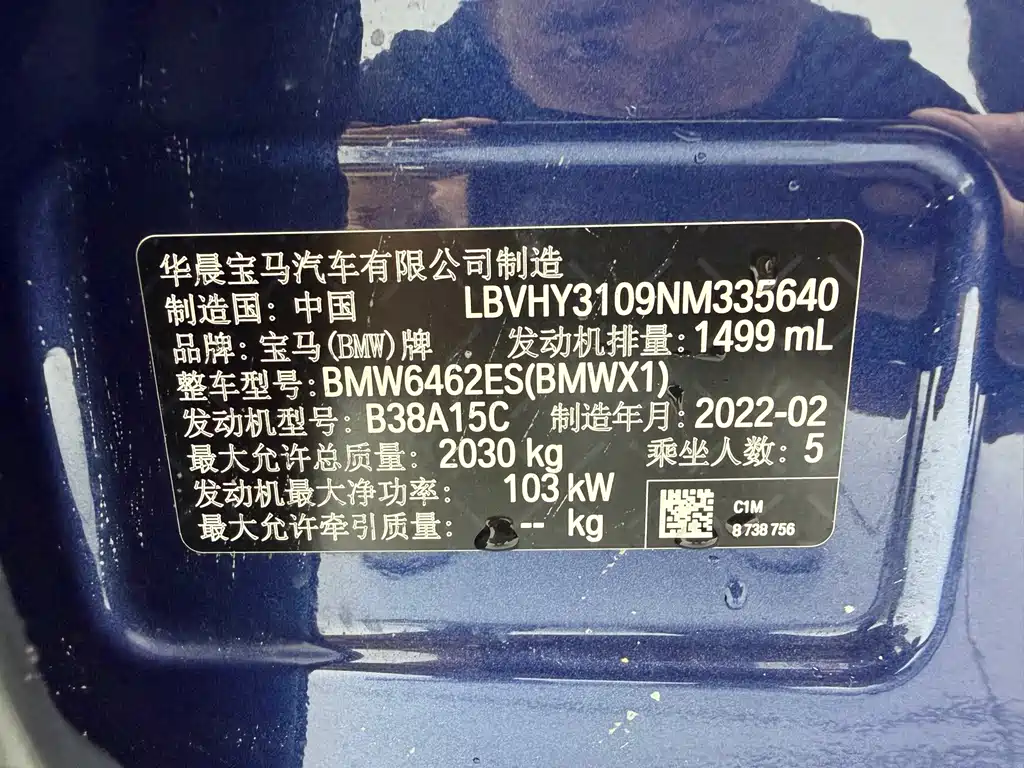 华晨宝马汽车有限公司制造
制造国：中国 LBVHY3109NM335640
品牌：宝马(BMW)牌 发动机排量：1499 mL
整车型号：BMW6462ES(BMWX1)
发动机型号：B38A15C 制造年月：2022-02
最大允许总质量：2030 kg 乘坐人数：5
发动机最大净功率：103 kW
最大允许牵引质量：-- kg
C1M
8 738 756